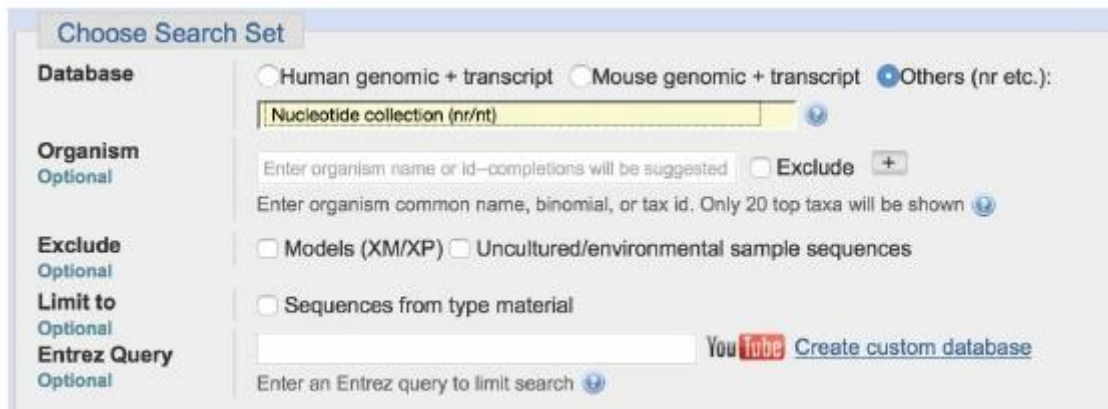 Choose Search Set
Database
Human genomic + transcript Mouse genomic + transcript Others (nr etc.):
Nucleotide collection (nr/nt)
Organism
Optional
Enter organism name or id--completions will be suggested Exclude +
Enter organism common name, binomial, or tax id. Only 20 top taxa will be shown ?
Exclude
Optional
Models (XM/XP) Uncultured/environmental sample sequences
Limit to
Optional
Sequences from type material
Entrez Query
Optional
YouTube Create custom database
Enter an Entrez query to limit search ?